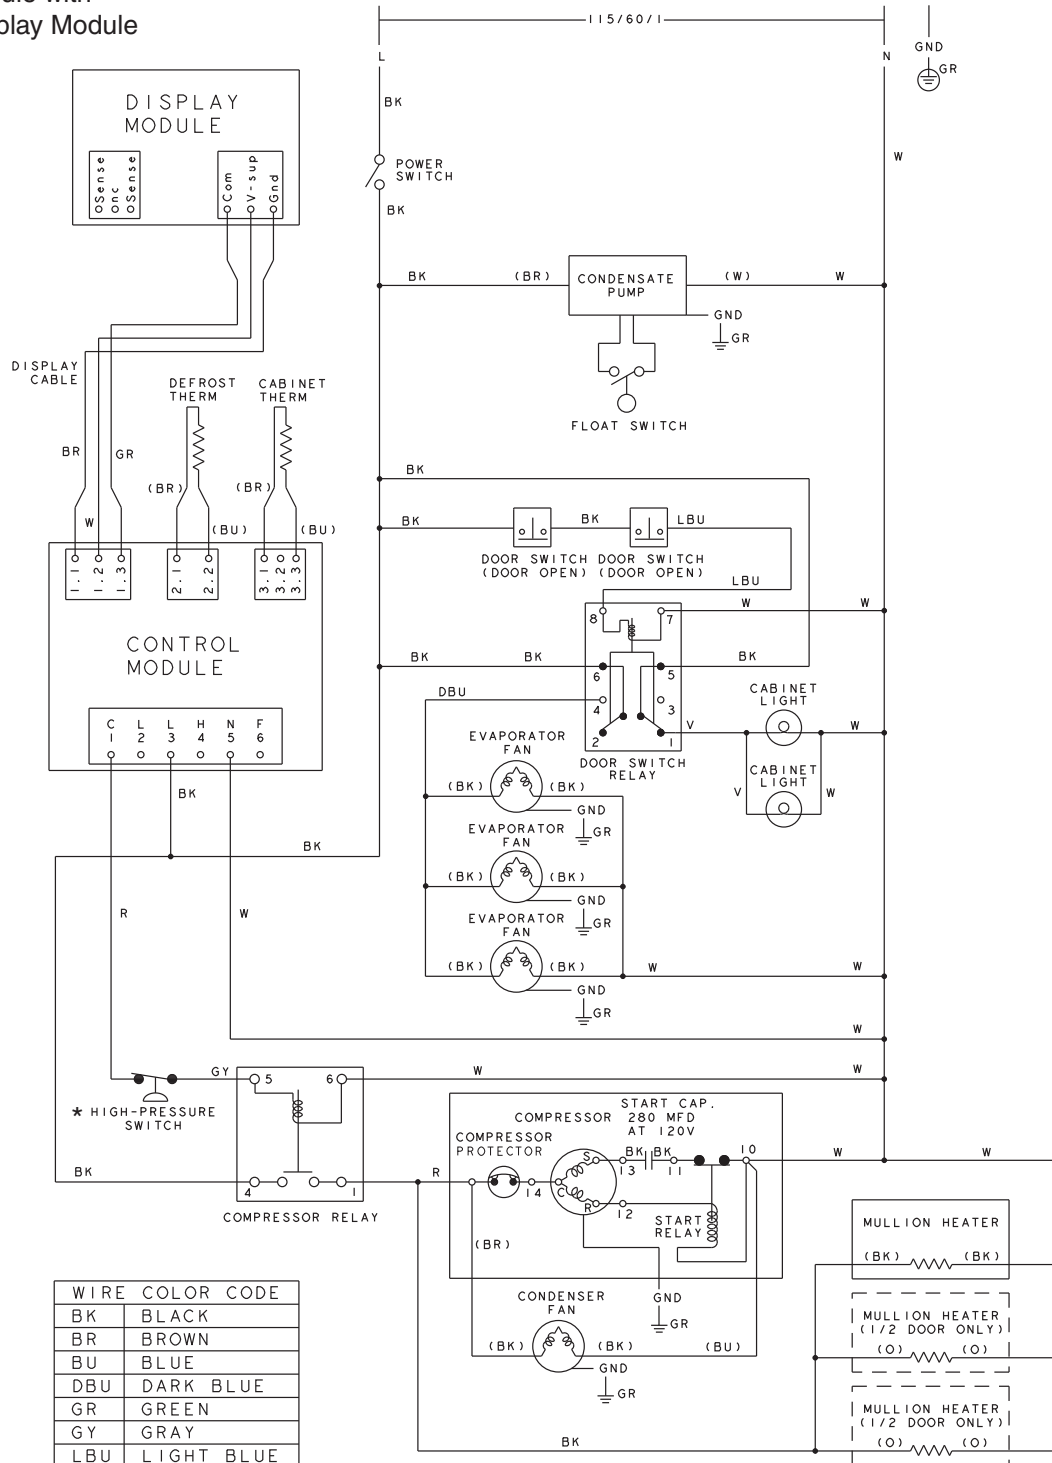 play Module
115/60/1
L
N
GND
GR
DISPLAY
MODULE
Sense
nc
Sense
Com
V-sup
Gnd
BK
POWER
SWITCH
BK
W
BK
(BR)
CONDENSATE
PUMP
(W)
W
GND
GR
FLOAT SWITCH
DISPLAY
CABLE
DEFROST
THERM
CABINET
THERM
BR
W
GR
(BR)
(BU)
(BR)
(BU)
1.1
1.2
1.3
2.1
2.2
3.1
3.2
3.3
CONTROL
MODULE
C L L H N F
1 2 3 4 5 6
BK
BK
BK
LBU
DOOR SWITCH
(DOOR OPEN)
DOOR SWITCH
(DOOR OPEN)
LBU
8
7
W
W
BK
BK
6
5
BK
DBU
4
3
2
1
V
DOOR SWITCH
RELAY
CABINET
LIGHT
W
CABINET
LIGHT
V
W
EVAPORATOR
FAN
(BK)
(BK)
GND
GR
EVAPORATOR
FAN
(BK)
(BK)
GND
GR
EVAPORATOR
FAN
(BK)
(BK)
W
W
GND
GR
BK
BK
R
W
W
* HIGH-PRESSURE
SWITCH
GY
5
6
W
W
BK
4
1
COMPRESSOR RELAY
R
COMPRESSOR
PROTECTOR
COMPRESSOR
START CAP.
280 MFD
AT 120V
14
C
S
R
13
BK
BK
11
10
12
START
RELAY
W
W
(BR)
GND
GR
CONDENSER
FAN
(BK)
(BK)
(BU)
GND
GR
BK
MULLION HEATER
(BK)
(BK)
MULLION HEATER
(1/2 DOOR ONLY)
(O)
(O)
MULLION HEATER
(1/2 DOOR ONLY)
(O)
(O)
WIRE COLOR CODE
BK BLACK
BR BROWN
BU BLUE
DBU DARK BLUE
GR GREEN
GY GRAY
LBU LIGHT BLUE